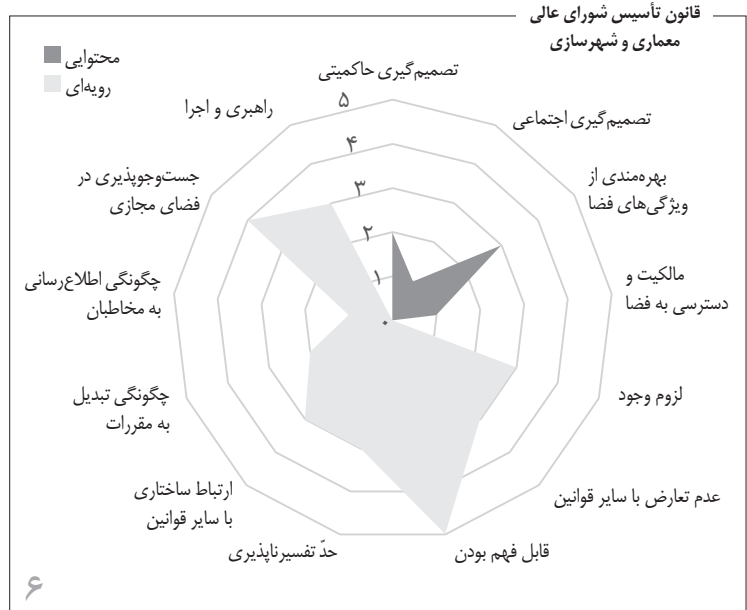 قانون تأسیس شورای عالی
معماری و شهرسازی
محتوایی
رویه‌ای
تصمیم‌گیری حاکمیتی
تصمیم‌گیری اجتماعی
بهره‌مندی از
ویژگی‌های فضا
مالکیت و
دسترسی به فضا
لزوم وجود
عدم تعارض با سایر قوانین
قابل فهم بودن
حدّ تفسیرناپذیری
ارتباط ساختاری
با سایر قوانین
چگونگی تبدیل
به مقررات
چگونگی اطلاع‌رسانی
به مخاطبان
جست‌وجوپذیری در
فضای مجازی
راهبری و اجرا
۵
۴
۳
۲
۱
۰
۶